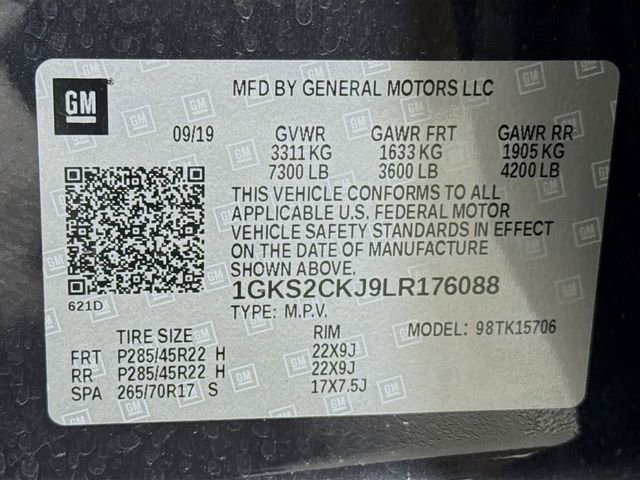 GM
MFD BY GENERAL MOTORS LLC
09/19 GVWR GAWR FRT GAWR RR
3311 KG 1633 KG 1905 KG
7300 LB 3600 LB 4200 LB
THIS VEHICLE CONFORMS TO ALL
APPLICABLE U.S. FEDERAL MOTOR
VEHICLE SAFETY STANDARDS IN EFFECT
ON THE DATE OF MANUFACTURE
SHOWN ABOVE.
1GKS2CKJ9LR176088
621D
TYPE: M.P.V. MODEL: 98TK15706
TIRE SIZE RIM
FRT P285/45R22 H 22X9J
RR P285/45R22 H 22X9J
SPA 265/70R17 S 17X7.5J